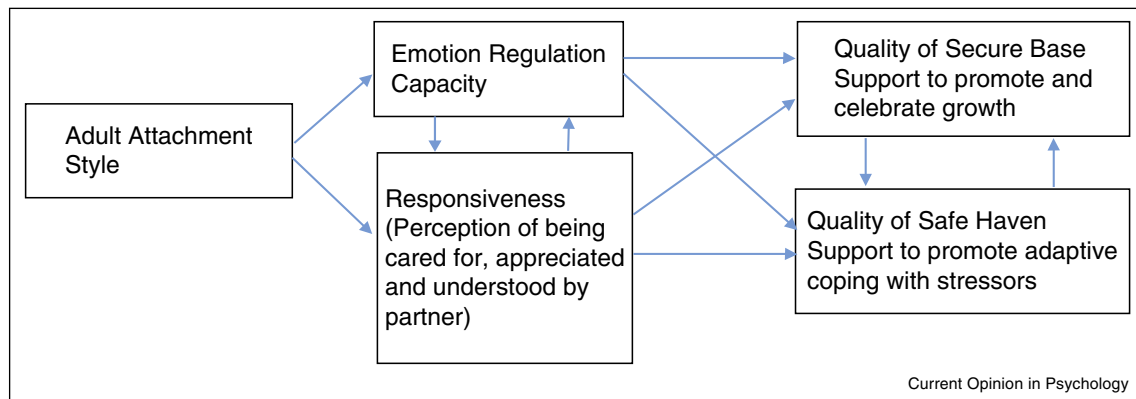 Adult Attachment
Style
Emotion Regulation
Capacity
Responsiveness
(Perception of being
cared for, appreciated
and understood by
partner)
Quality of Secure Base
Support to promote and
celebrate growth
Quality of Safe Haven
Support to promote adaptive
coping with stressors
Current Opinion in Psychology